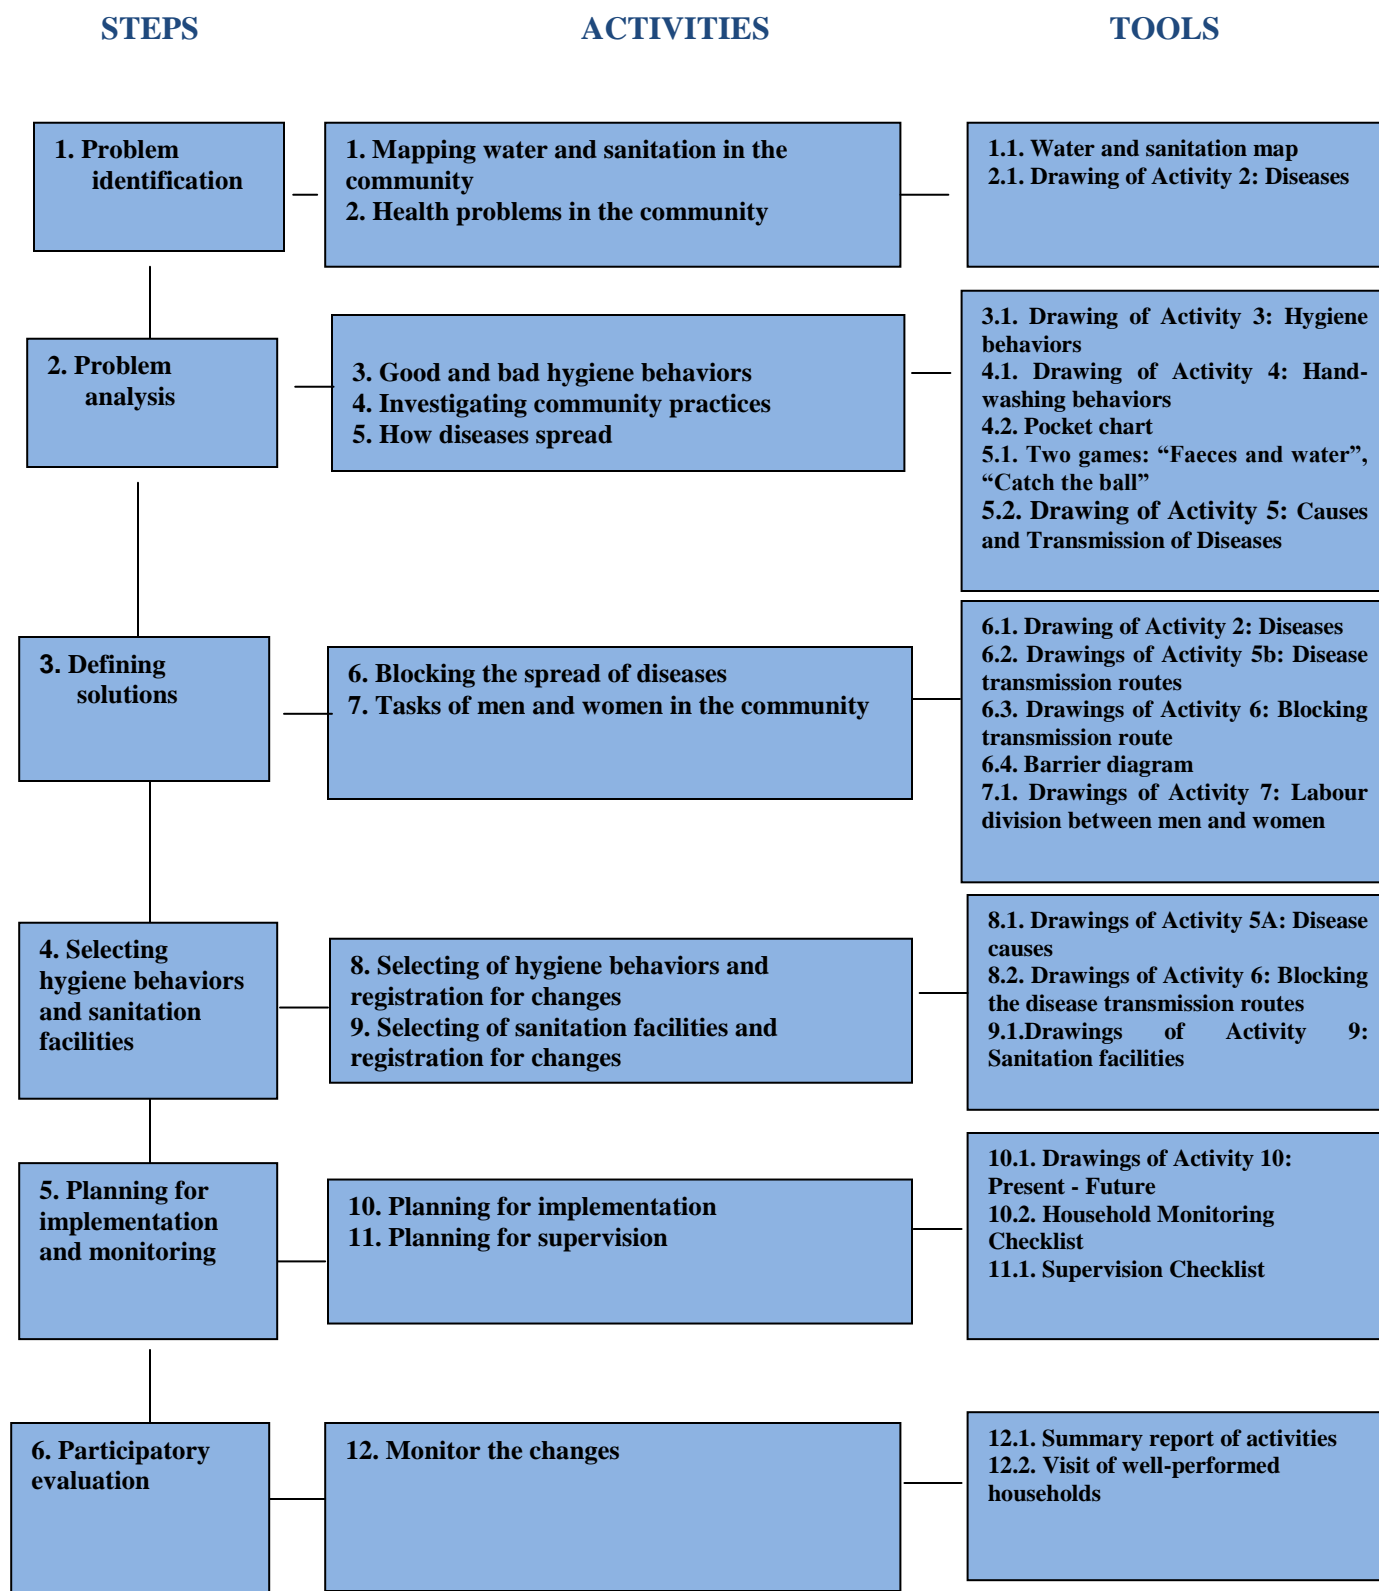 STEPS
ACTIVITIES
TOOLS
1. Problem
identification
1. Mapping water and sanitation in the
community
2. Health problems in the community
1.1. Water and sanitation map
2.1. Drawing of Activity 2: Diseases
2. Problem
analysis
3. Good and bad hygiene behaviors
4. Investigating community practices
5. How diseases spread
3.1. Drawing of Activity 3: Hygiene
behaviors
4.1. Drawing of Activity 4: Hand-
washing behaviors
4.2. Pocket chart
5.1. Two games: “Faeces and water”,
“Catch the ball”
5.2. Drawing of Activity 5: Causes
and Transmission of Diseases
3. Defining
solutions
6. Blocking the spread of diseases
7. Tasks of men and women in the community
6.1. Drawing of Activity 2: Diseases
6.2. Drawings of Activity 5b: Disease
transmission routes
6.3. Drawings of Activity 6: Blocking
transmission route
6.4. Barrier diagram
7.1. Drawings of Activity 7: Labour
division between men and women
4. Selecting
hygiene behaviors
and sanitation
facilities
8. Selecting of hygiene behaviors and
registration for changes
9. Selecting of sanitation facilities and
registration for changes
8.1. Drawings of Activity 5A: Disease
causes
8.2. Drawings of Activity 6: Blocking
the disease transmission routes
9.1.Drawings of Activity 9:
Sanitation facilities
5. Planning for
implementation
and monitoring
10. Planning for implementation
11. Planning for supervision
10.1. Drawings of Activity 10:
Present - Future
10.2. Household Monitoring
Checklist
11.1. Supervision Checklist
6. Participatory
evaluation
12. Monitor the changes
12.1. Summary report of activities
12.2. Visit of well-performed
households